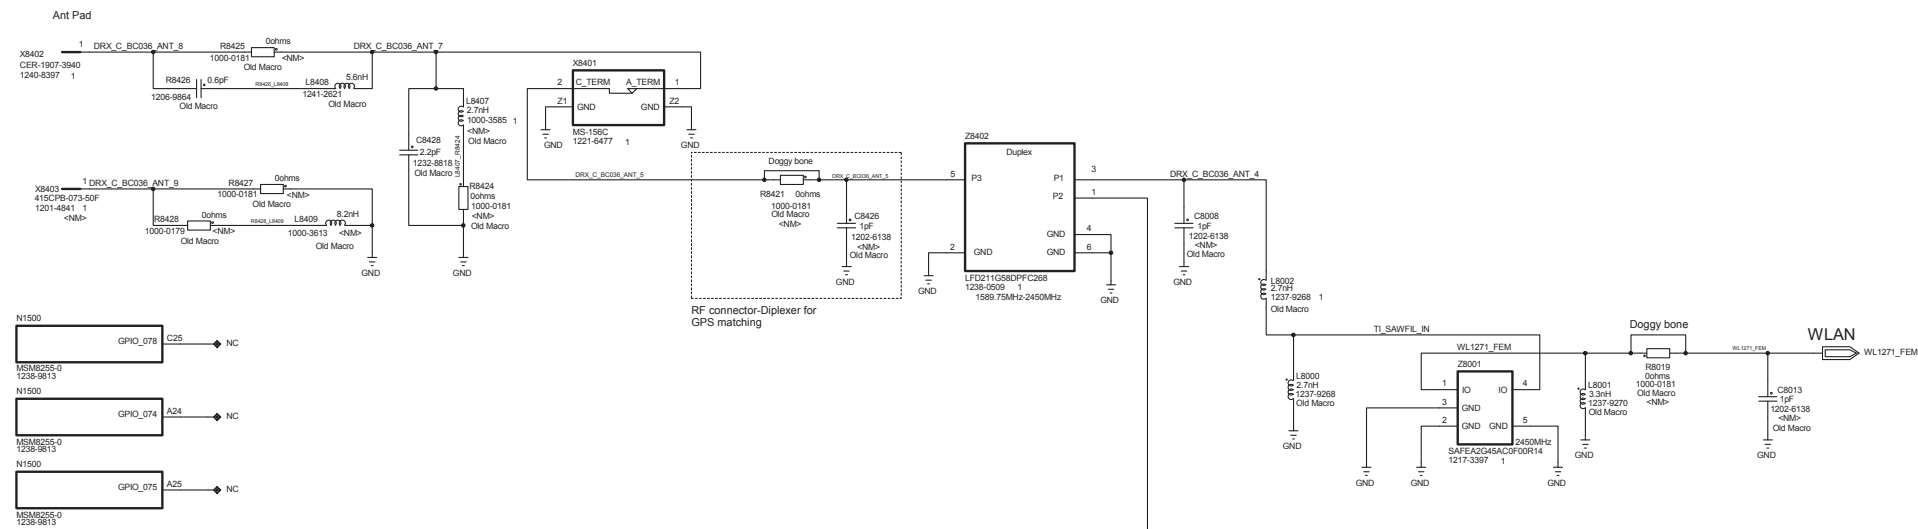 Ant Pad
X8402
CER-1907-3940
1240-8397 1
1
DRX_C_BC036_ANT_8
R8425
0ohms
1000-0181
<NM>
Old Macro
DRX_C_BC036_ANT_7
R8426
0.6pF
1206-9864
Old Macro
R8426_L8408
L8408
5.6nH
1241-2621
Old Macro
L8407
2.7nH
1000-3585 1
<NM>
Old Macro
C8428
2.2pF
1232-8818
Old Macro
L8407_R8424
R8424
0ohms
1000-0181
<NM>
Old Macro
GND
X8403
415CPB-073-50F
1201-4841 1
<NM>
1
DRX_C_BC036_ANT_9
R8427
0ohms
1000-0181
<NM>
Old Macro
R8428
0ohms
1000-0179
<NM>
Old Macro
R8428_L8409
L8409
8.2nH
1000-3613
<NM>
Old Macro
GND
X8401
2
C_TERM
A_TERM
1
Z1
GND
GND
Z2
MS-156C
1221-6477 1
GND
GND
DRX_C_BC036_ANT_5
Doggy bone
R8421
0ohms
1000-0181
Old Macro
<NM>
DRX_C_BC036_ANT_5
C8426
1pF
1202-6138
<NM>
Old Macro
GND
RF connector-Diplexer for
GPS matching
Z8402
Duplex
5
P3
P1
3
P2
1
GND
4
2
GND
GND
6
LFD211G58DPFC268
1238-0509 1
1589.75MHz-2450MHz
GND
GND
DRX_C_BC036_ANT_4
C8008
1pF
1202-6138
<NM>
Old Macro
GND
L8002
2.7nH
1237-9268 1
Old Macro
TI_SAWFIL_IN
L8000
2.7nH
1237-9268
Old Macro
GND
WL1271_FEM
Z8001
1
IO
IO
4
3
GND
2
GND
GND
5
2450MHz
SAFEA2G45AC0F00R14
1217-3397 1
GND
GND
GND
L8001
3.3nH
1237-9270
Old Macro
GND
Doggy bone
R8019
0ohms
1000-0181
Old Macro
<NM>
WL1271_FEM
C8013
1pF
1202-6138
<NM>
Old Macro
GND
WLAN
WL1271_FEM
N1500
GPIO_078
C25
NC
MSM8255-0
1238-9813
N1500
GPIO_074
A24
NC
MSM8255-0
1238-9813
N1500
GPIO_075
A25
NC
MSM8255-0
1238-9813